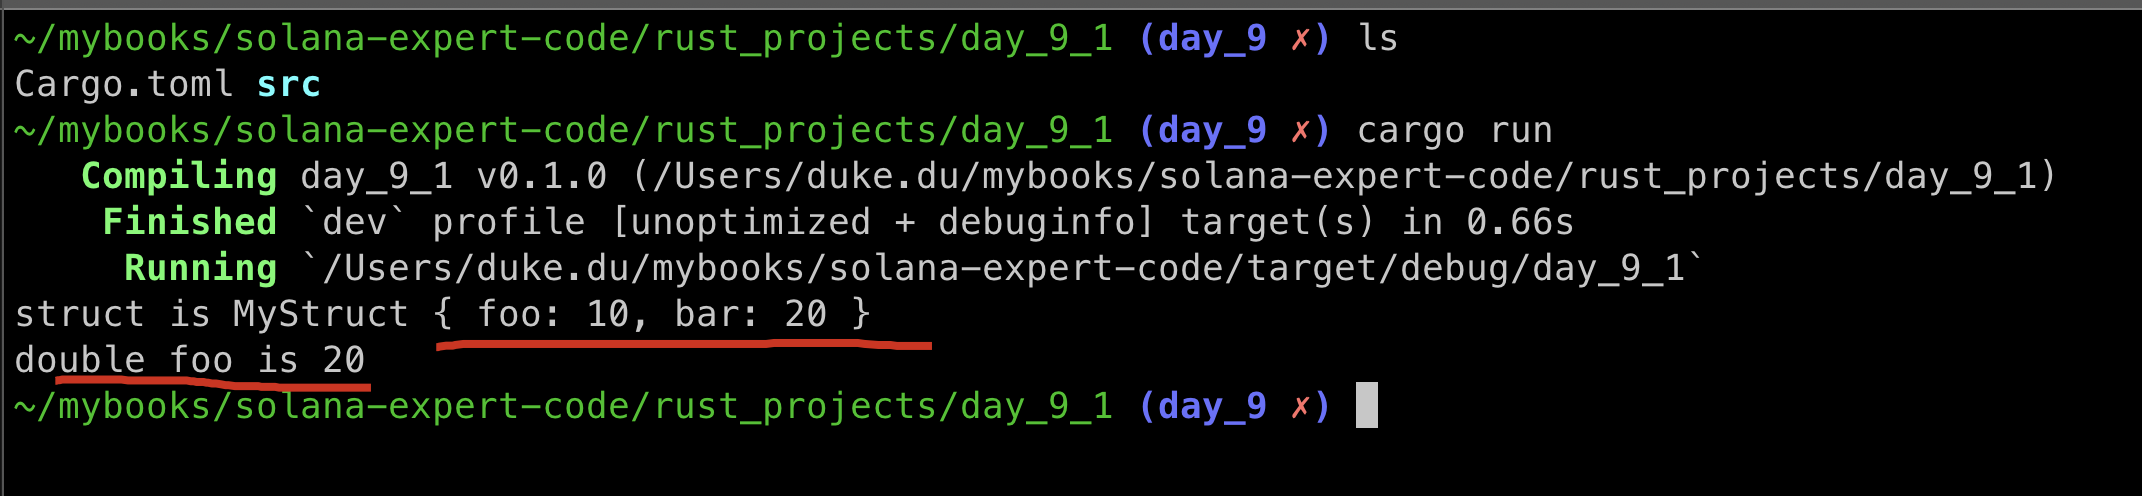 ~/mybooks/solana-expert-code/rust_projects/day_9_1 (day_9 ✗) ls
Cargo.toml src
~/mybooks/solana-expert-code/rust_projects/day_9_1 (day_9 ✗) cargo run
Compiling day_9_1 v0.1.0 (/Users/duke.du/mybooks/solana-expert-code/rust_projects/day_9_1)
Finished `dev` profile [unoptimized + debuginfo] target(s) in 0.66s
Running `/Users/duke.du/mybooks/solana-expert-code/target/debug/day_9_1`
struct is MyStruct { foo: 10, bar: 20 }
double foo is 20
~/mybooks/solana-expert-code/rust_projects/day_9_1 (day_9 ✗)